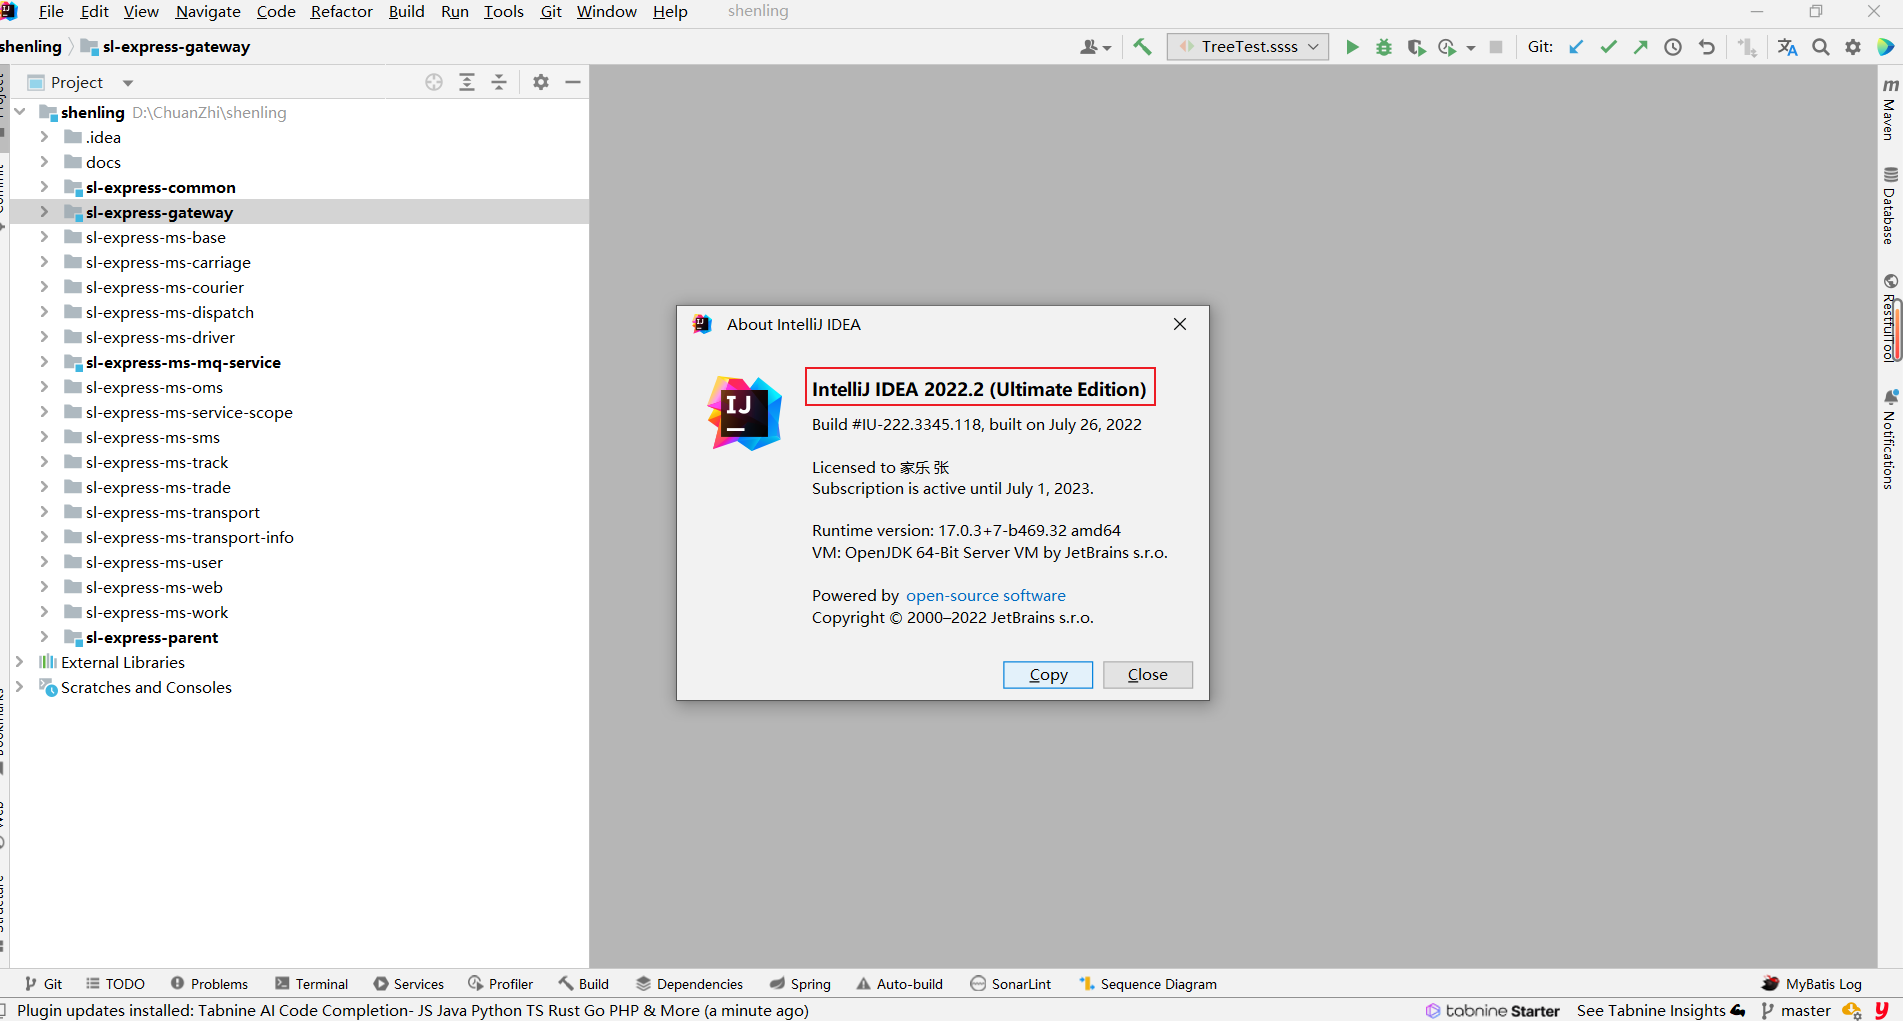 File Edit View Navigate Code Refactor Build Run Tools Git Window Help shenling
shenling sl-express-gateway TreeTest.ssss Git:
Project
shenling D:\ChuanZhi\shenling
.idea
docs
sl-express-common
sl-express-gateway
sl-express-ms-base
sl-express-ms-carriage
sl-express-ms-courier
sl-express-ms-dispatch
sl-express-ms-driver
sl-express-ms-mq-service
sl-express-ms-oms
sl-express-ms-service-scope
sl-express-ms-sms
sl-express-ms-track
sl-express-ms-trade
sl-express-ms-transport
sl-express-ms-transport-info
sl-express-ms-user
sl-express-ms-web
sl-express-ms-work
sl-express-parent
External Libraries
Scratches and Consoles
About IntelliJ IDEA
IJ
IntelliJ IDEA 2022.2 (Ultimate Edition)
Build #IU-222.3345.118, built on July 26, 2022
Licensed to 家乐 张
Subscription is active until July 1, 2023.
Runtime version: 17.0.3+7-b469.32 amd64
VM: OpenJDK 64-Bit Server VM by JetBrains s.r.o.
Powered by open-source software
Copyright © 2000–2022 JetBrains s.r.o.
Copy Close
Maven
Database
RestfulTool
Notifications
Git TODO Problems Terminal Services Profiler Build Dependencies Spring Auto-build SonarLint Sequence Diagram MyBatis Log
Plugin updates installed: Tabnine AI Code Completion- JS Java Python TS Rust Go PHP & More (a minute ago) tabnine Starter See Tabnine Insights master